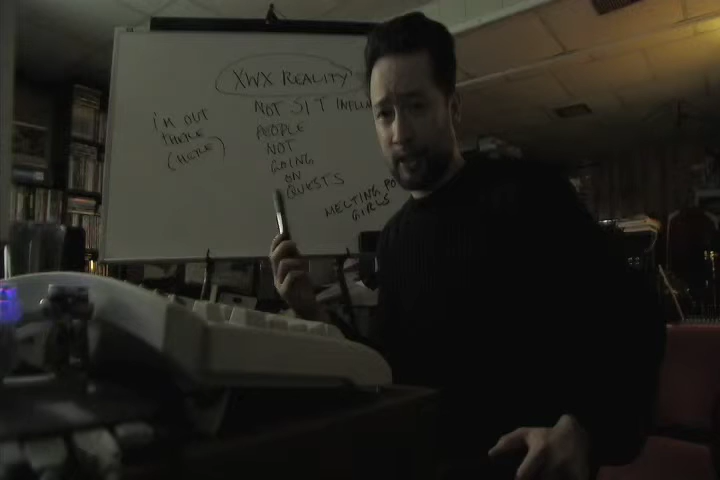 XWX REALITY
I'M OUT
THERE
(HERE)
NOT SIT
PEOPLE
NOT
GOING
ON
QUESTS
MELTING
GIRLS